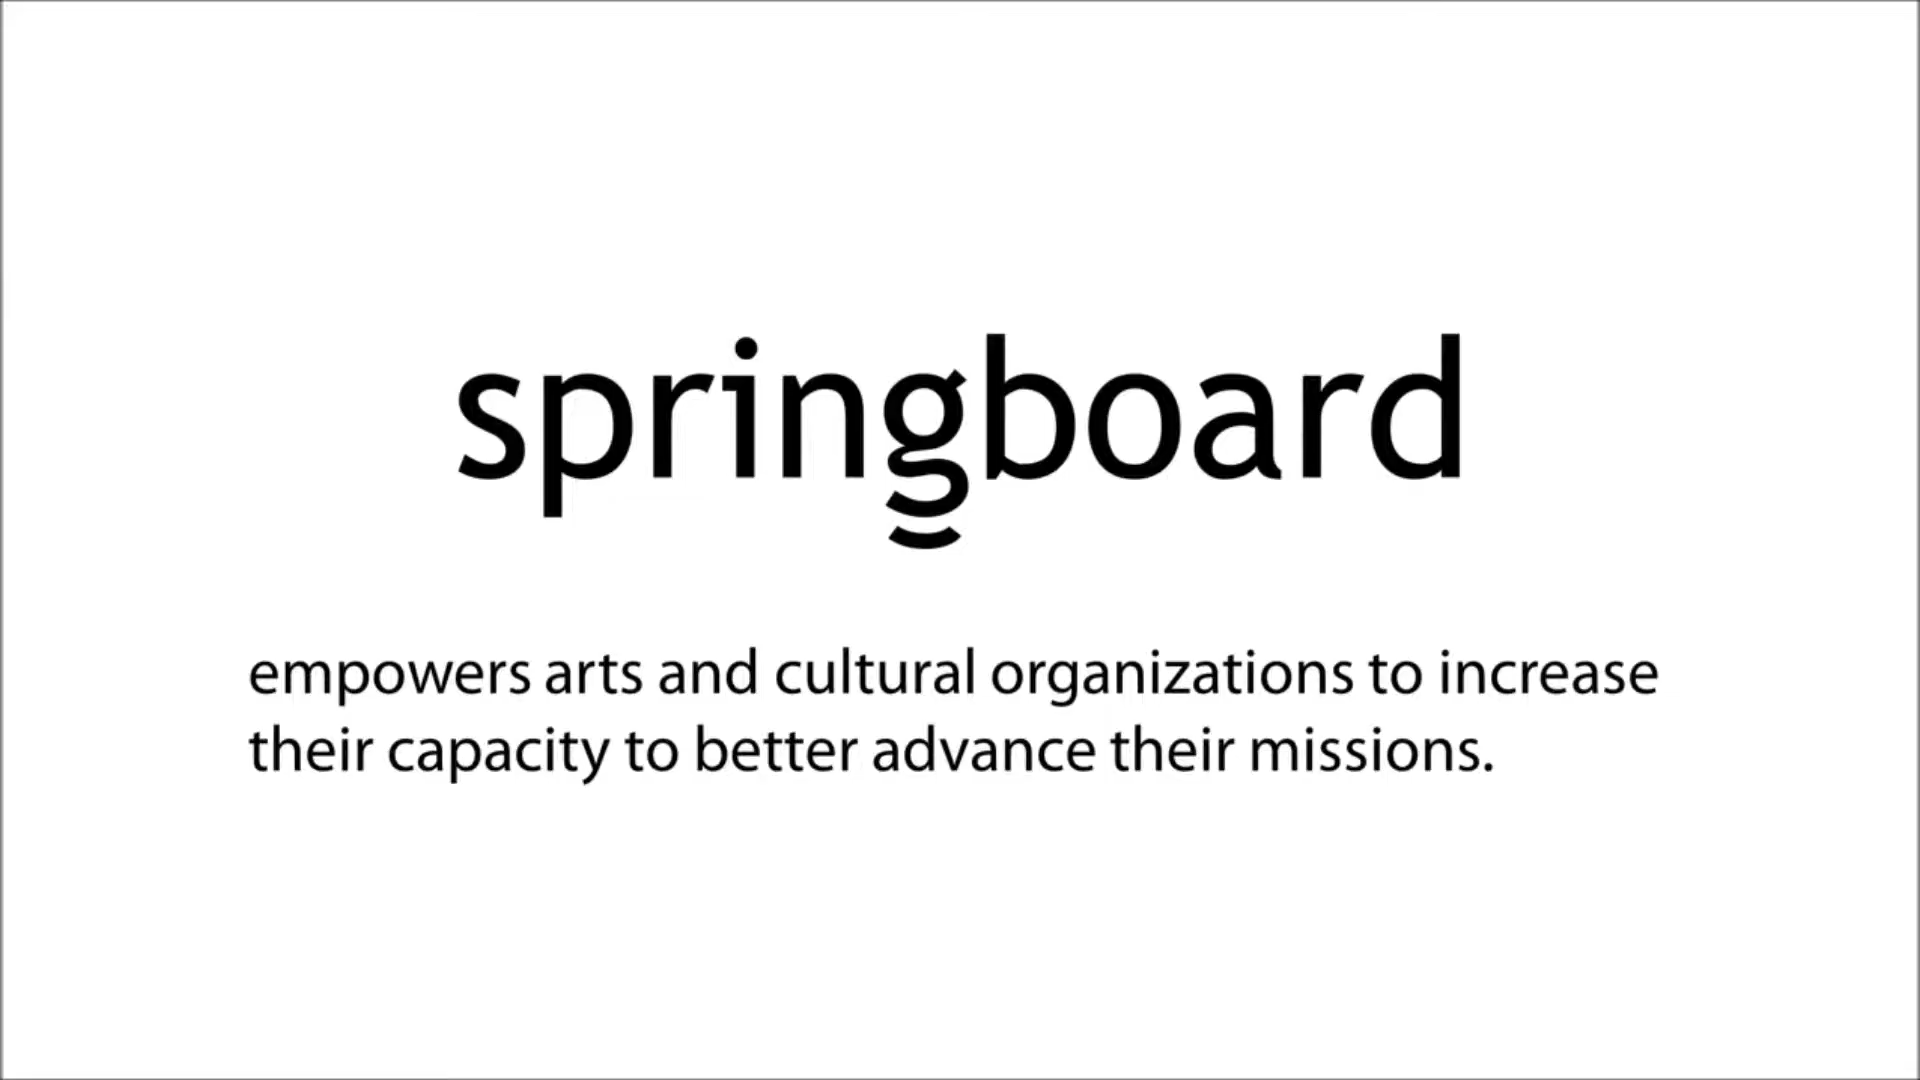 springboard
empowers arts and cultural organizations to increase
their capacity to better advance their missions.